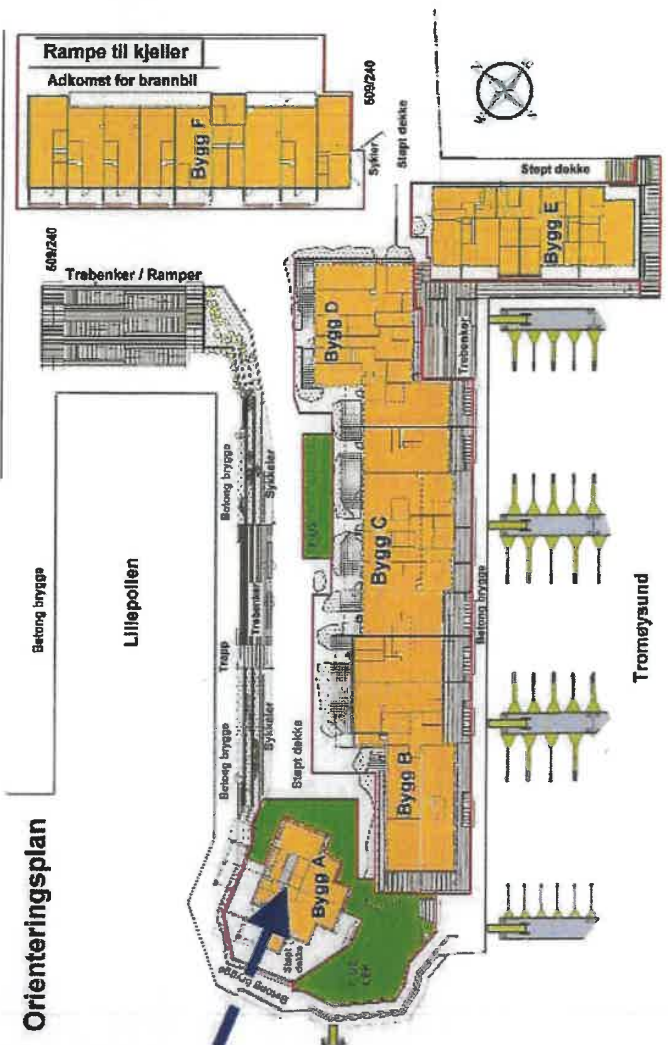 Orienteringsplan
Rampe til kjeller
Adkomst for brannbil
509/240
Bygg F
Sykler
Støpt dekke
Støpt dekke
Bygg E
509/240
Trebenker / Ramper
Bygg D
Trebenker
Betong brygge
Lillepollen
Betong brygge
Sykkeler
Trebenker
Trapp
Betong brygge
Sykkeler
Støpt dekke
Bygg C
Betong brygge
Bygg B
Bygg A
Støpt
dekke
Betong brygge
LEK
Tromøysund